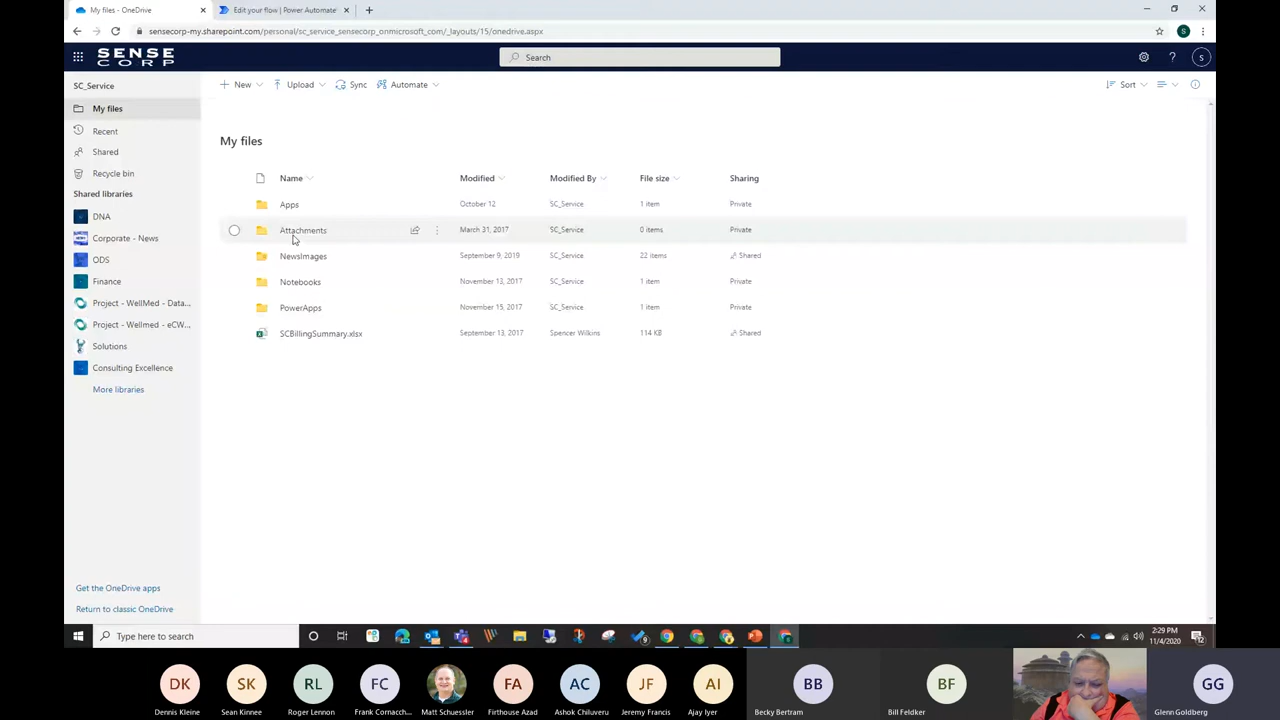 My files - OneDrive
Edit your flow | Power Automate
sensecorp-my.sharepoint.com/personal/sc_service_sensecorp_onmicrosoft_com/_layouts/15/onedrive.aspx
S
SENSE
CORP
Search
S
SC_Service
New
Upload
Sync
Automate
Sort
My files
Recent
Shared
Recycle bin
Shared libraries
DNA
Corporate - News
ODS
Finance
Project - WellMed - Data...
Project - Wellmed - eCW...
Solutions
Consulting Excellence
More libraries
Get the OneDrive apps
Return to classic OneDrive
My files
Name Modified Modified By File size Sharing
Apps October 12 SC_Service 1 item Private
Attachments March 31, 2017 SC_Service 0 items Private
NewsImages September 9, 2019 SC_Service 22 items Shared
Notebooks November 13, 2017 SC_Service 1 item Private
PowerApps November 15, 2017 SC_Service 1 item Private
SCBillingSummary.xlsx September 13, 2017 Spencer Wilkins 114 KB Shared
Type here to search
2:29 PM
11/4/2020
DK SK RL FC FA AC JF AI BB BF GG
Dennis Kleine Sean Kinnee Roger Lennon Frank Cornacch... Matt Schuessler Firthouse Azad Ashok Chiluveru Jeremy Francis Ajay Iyer Becky Bertram Bill Feldker Glenn Goldberg